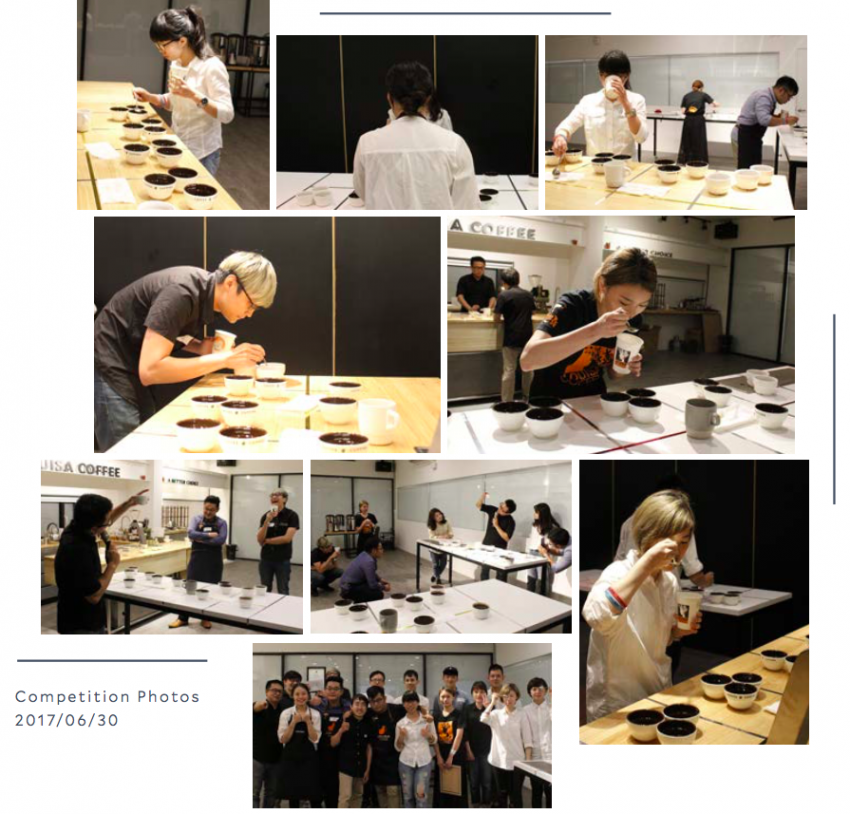 A COFFEE
UISA COFFEE
A BETTER CHOICE
Competition Photos
2017/06/30